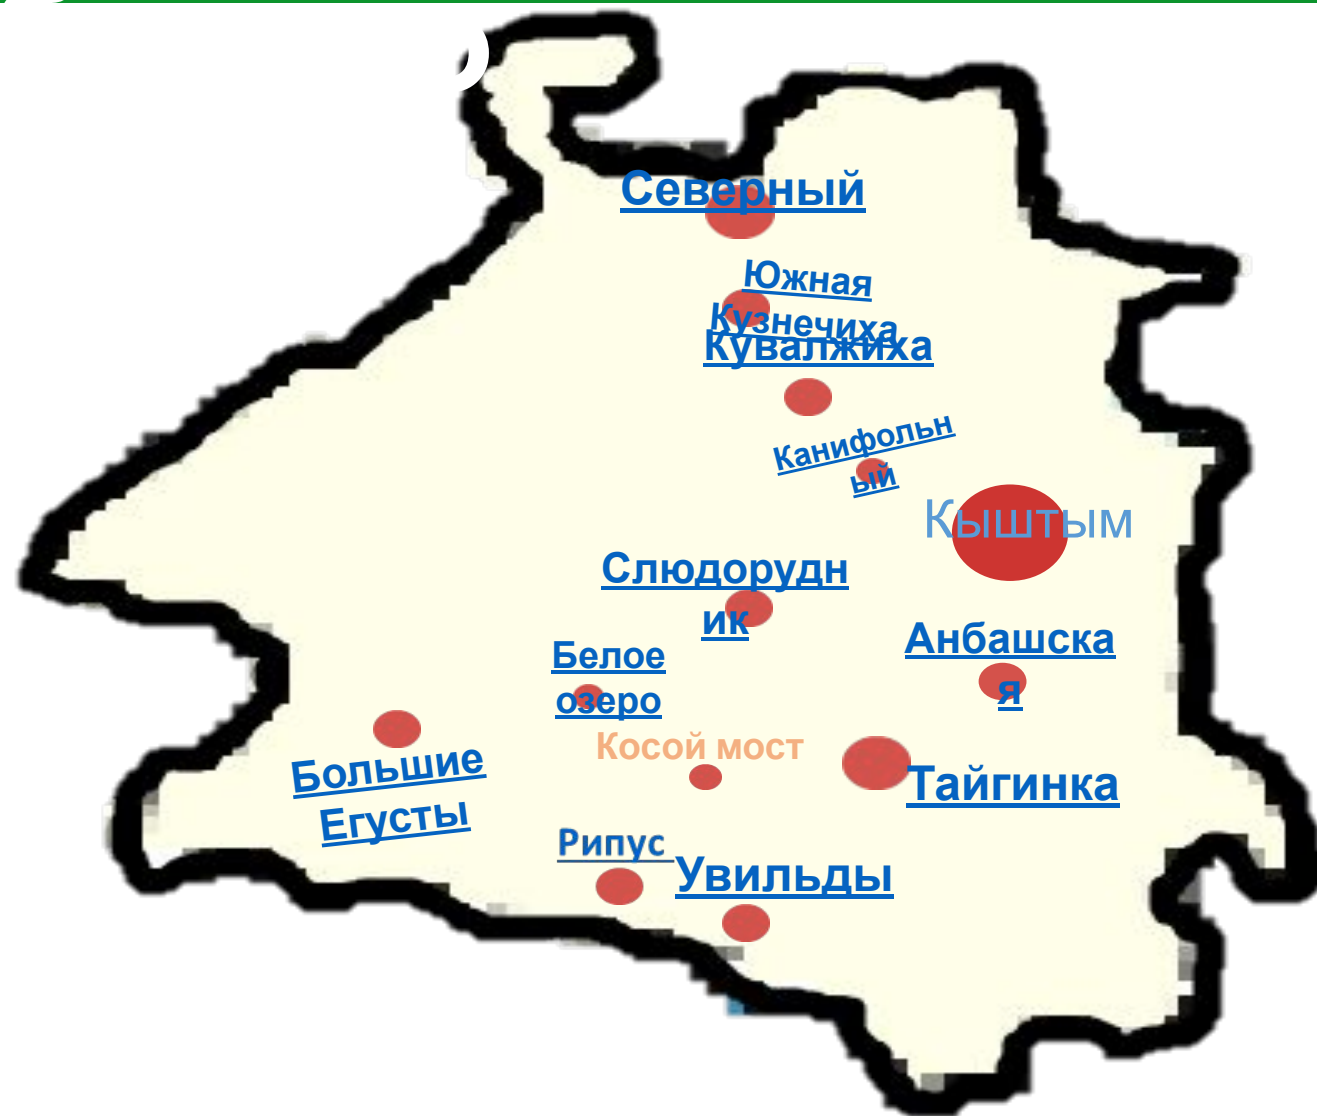 Северный
Южная
Кузнечиха
Кувалжиха
Канифольн
ый
Кыштым
Слюдорудн
ик
Анбашска
я
Белое
озеро
Косой мост
Большие
Егусты
Тайгинка
Рипус
Увильды